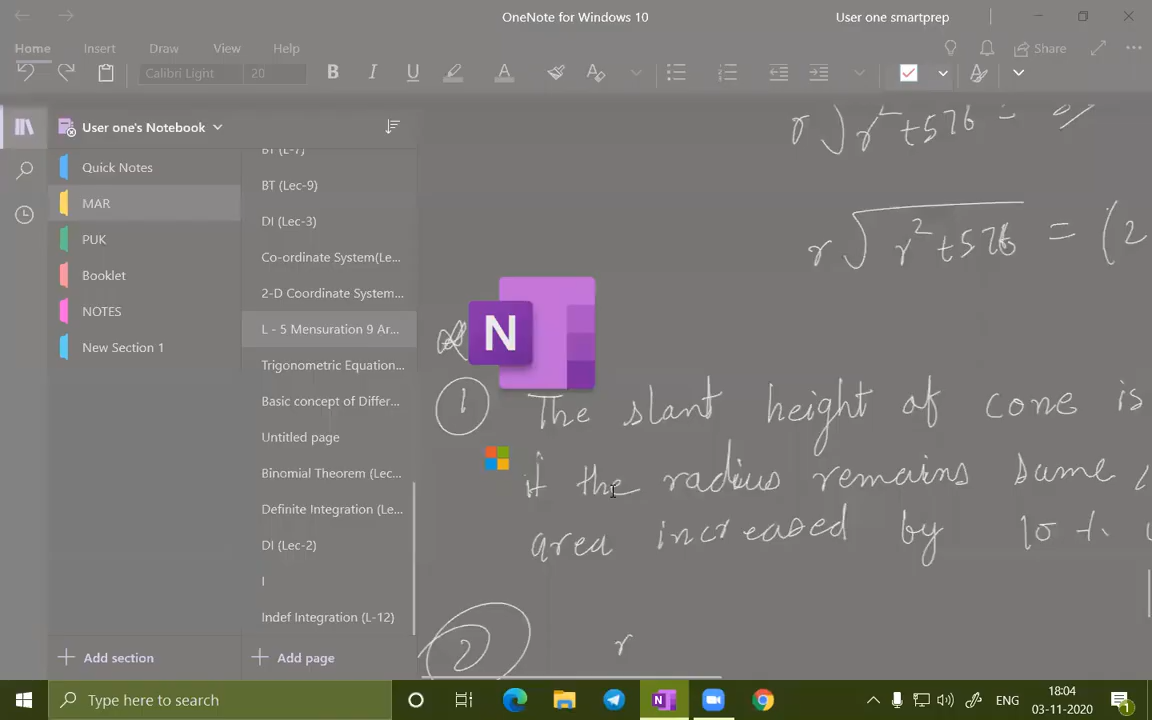 OneNote for Windows 10
User one smartprep
Home
Insert
Draw
View
Help
Share
Calibri Light
20
B
I
U
A
User one's Notebook
Quick Notes
MAR
PUK
Booklet
NOTES
New Section 1
Add section
BT (L-7)
BT (Lec-9)
DI (Lec-3)
Co-ordinate System(Le...
2-D Coordinate System...
L - 5 Mensuration 9 Ar...
Trigonometric Equation...
Basic concept of Differ...
Untitled page
Binomial Theorem (Lec...
Definite Integration (Le...
DI (Lec-2)
I
Indef Integration (L-12)
Add page
r√r²+576 =
r√r²+576 = (2
N
① The slant height of cone is
if the radius remains same,
area increased by 10 %
② r
Type here to search
ENG
18:04
03-11-2020
1